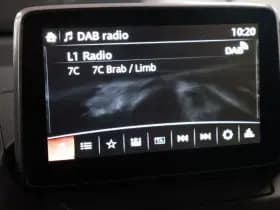 DAB radio 10:20
L1 Radio DAB
7C 7C Brab / Limb